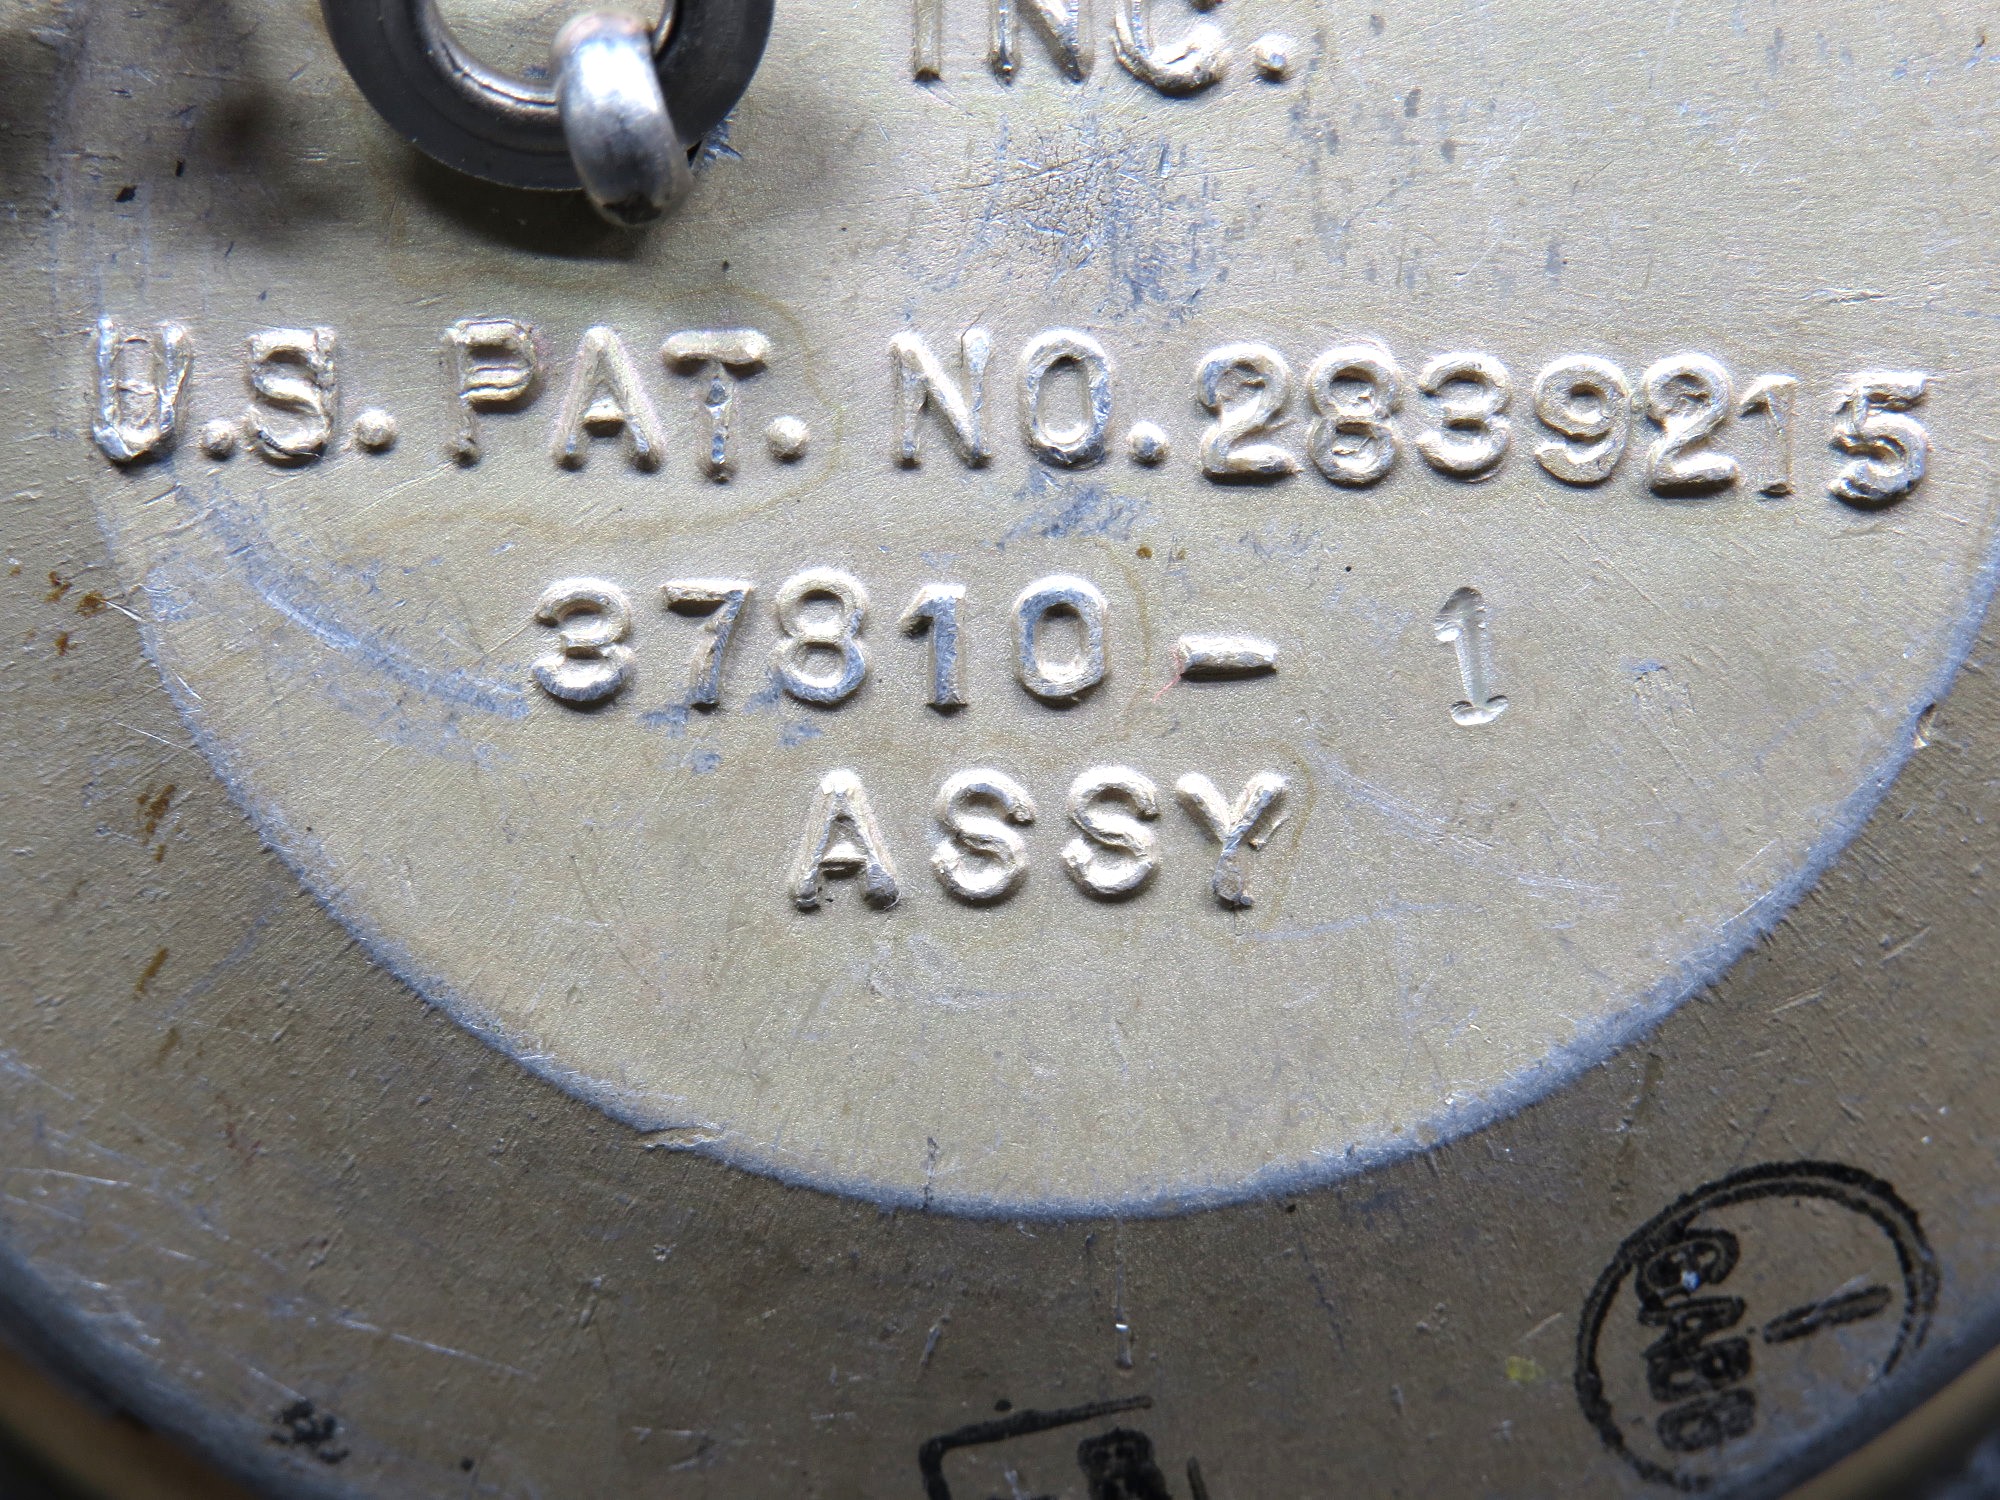 INC.
U.S. PAT. NO. 2839215
37810- 1
ASSY